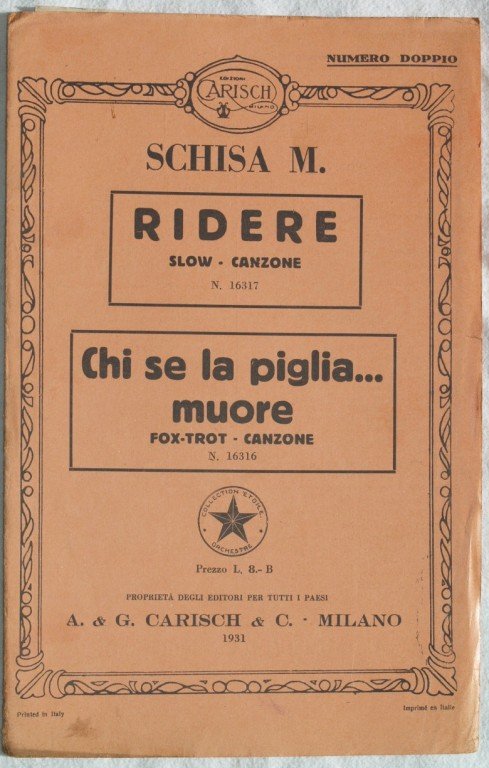 NUMERO DOPPIO
EDIZIONI
CARISCH
MILANO
SCHISA M.
RIDERE
SLOW - CANZONE
N. 16317
Chi se la piglia...
muore
FOX-TROT - CANZONE
N. 16316
COLLECTION ETOILE
ORCHESTRE
Prezzo L. 8.- B
PROPRIETÀ DEGLI EDITORI PER TUTTI I PAESI
A. & G. CARISCH & C. - MILANO
1931
Printed in Italy
Imprimé en Italie